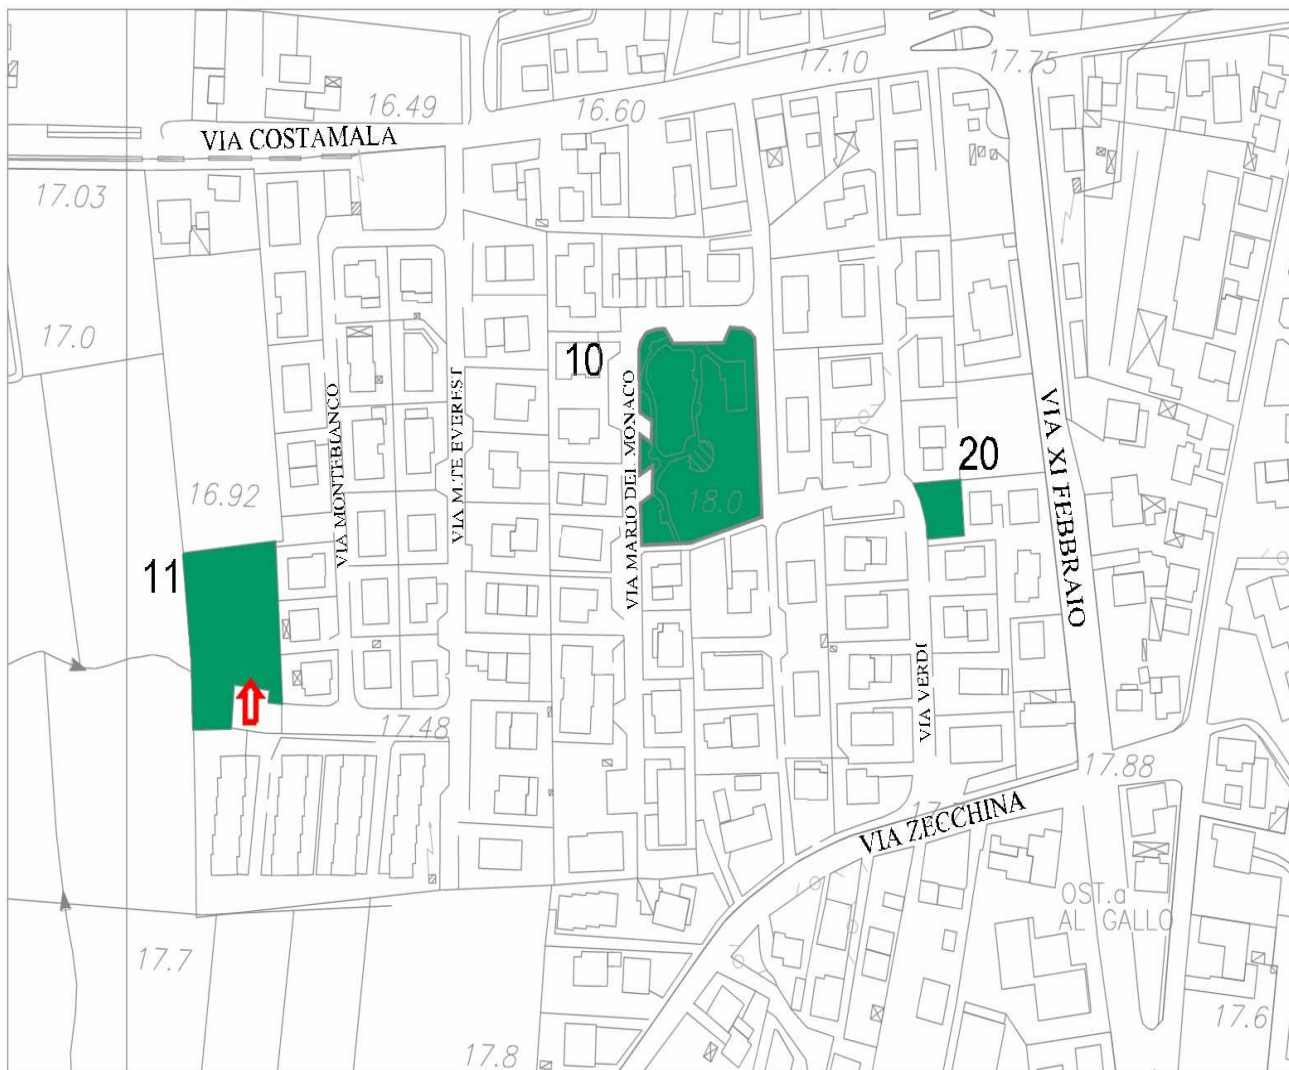 17.10
17.75
16.49
16.60
VIA COSTAMALA
17.03
17.0
10
VIA MONTEBIANCO
VIA M.TE EVEREST
VIA MARIO DEL MONACO
VIA XI FEBBRAIO
20
16.92
18.0
11
VIA VERDI
17.48
17.88
VIA ZECCHINA
OST.a
AL GALLO
17.7
17.6
17.8